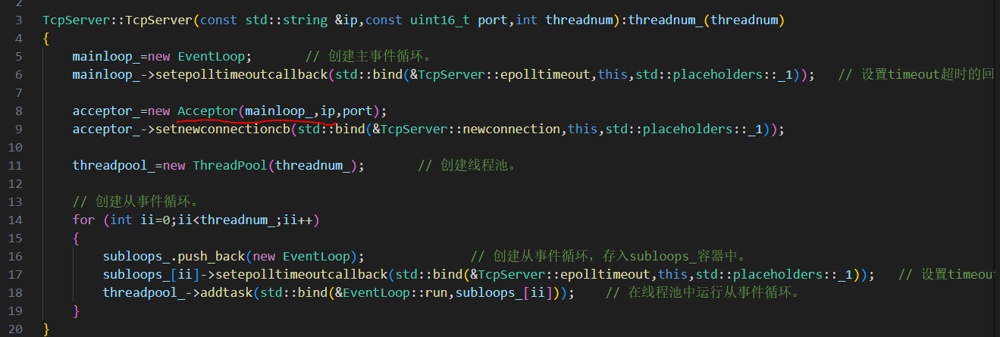 2
3 TcpServer::TcpServer(const std::string &ip,const uint16_t port,int threadnum):threadnum_(threadnum)
4 {
5 mainloop_=new EventLoop; // 创建主事件循环。
6 mainloop_->setepolltimeoutcallback(std::bind(&TcpServer::epolltimeout,this,std::placeholders::_1)); // 设置timeout超时的回
7
8 acceptor_=new Acceptor(mainloop_,ip,port);
9 acceptor_->setnewconnectioncb(std::bind(&TcpServer::newconnection,this,std::placeholders::_1));
10
11 threadpool_=new ThreadPool(threadnum_); // 创建线程池。
12
13 // 创建从事件循环。
14 for (int ii=0;ii<threadnum_;ii++)
15 {
16 subloops_.push_back(new EventLoop); // 创建从事件循环，存入subloops_容器中。
17 subloops_[ii]->setepolltimeoutcallback(std::bind(&TcpServer::epolltimeout,this,std::placeholders::_1)); // 设置timeout
18 threadpool_->addtask(std::bind(&EventLoop::run,subloops_[ii])); // 在线程池中运行从事件循环。
19 }
20 }